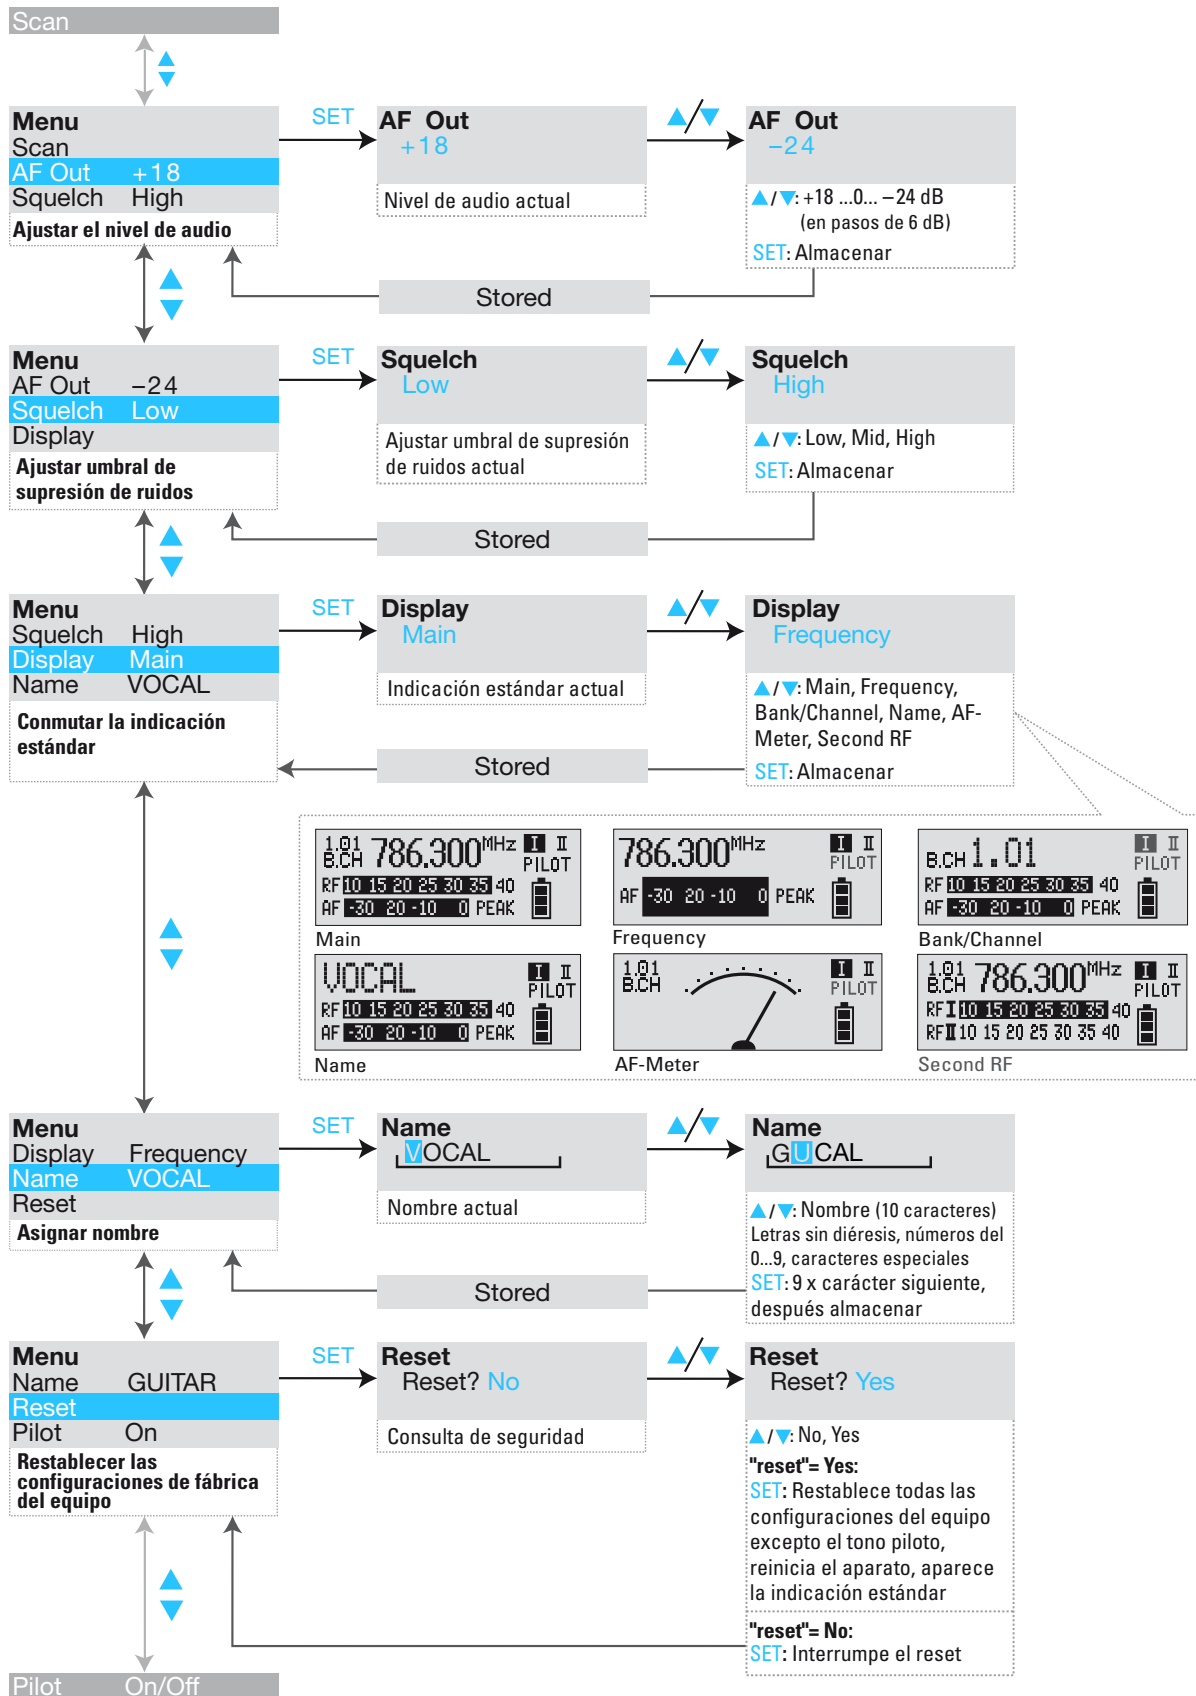 Scan
Menu
Scan
AF Out +18
Squelch High
Ajustar el nivel de audio
SET
AF Out
+18
Nivel de audio actual
AF Out
–24
▲/▼: +18 ...0... –24 dB
(en pasos de 6 dB)
SET: Almacenar
Stored
Menu
AF Out –24
Squelch Low
Display
Ajustar umbral de
supresión de ruidos
SET
Squelch
Low
Ajustar umbral de supresión
de ruidos actual
Squelch
High
▲/▼: Low, Mid, High
SET: Almacenar
Stored
Menu
Squelch High
Display Main
Name VOCAL
Conmutar la indicación
estándar
SET
Display
Main
Indicación estándar actual
Display
Frequency
▲/▼: Main, Frequency,
Bank/Channel, Name, AF-
Meter, Second RF
SET: Almacenar
Stored
1.01
B.CH 786.300 MHz I II
PILOT
RF 10 15 20 25 30 35 40
AF -30 20 -10 0 PEAK
Main
786.300 MHz I II
PILOT
AF -30 20 -10 0 PEAK
Frequency
B.CH 1.01 I II
PILOT
RF 10 15 20 25 30 35 40
AF -30 20 -10 0 PEAK
Bank/Channel
VOCAL I II
PILOT
RF 10 15 20 25 30 35 40
AF -30 20 -10 0 PEAK
Name
1.01
B.CH I II
PILOT
AF-Meter
1.01
B.CH 786.300 MHz I II
PILOT
RF I 10 15 20 25 30 35 40
RF II 10 15 20 25 30 35 40
Second RF
Menu
Display Frequency
Name VOCAL
Reset
Asignar nombre
SET
Name
VOCAL
Nombre actual
Name
GUCAL
▲/▼: Nombre (10 caracteres)
Letras sin diéresis, números del
0...9, caracteres especiales
SET: 9 x carácter siguiente,
después almacenar
Stored
Menu
Name GUITAR
Reset
Pilot On
Restablecer las
configuraciones de fábrica
del equipo
SET
Reset
Reset? No
Consulta de seguridad
Reset
Reset? Yes
▲/▼: No, Yes
"reset"= Yes:
SET: Restablece todas las
configuraciones del equipo
excepto el tono piloto,
reinicia el aparato, aparece
la indicación estándar
"reset"= No:
SET: Interrumpe el reset
Pilot On/Off